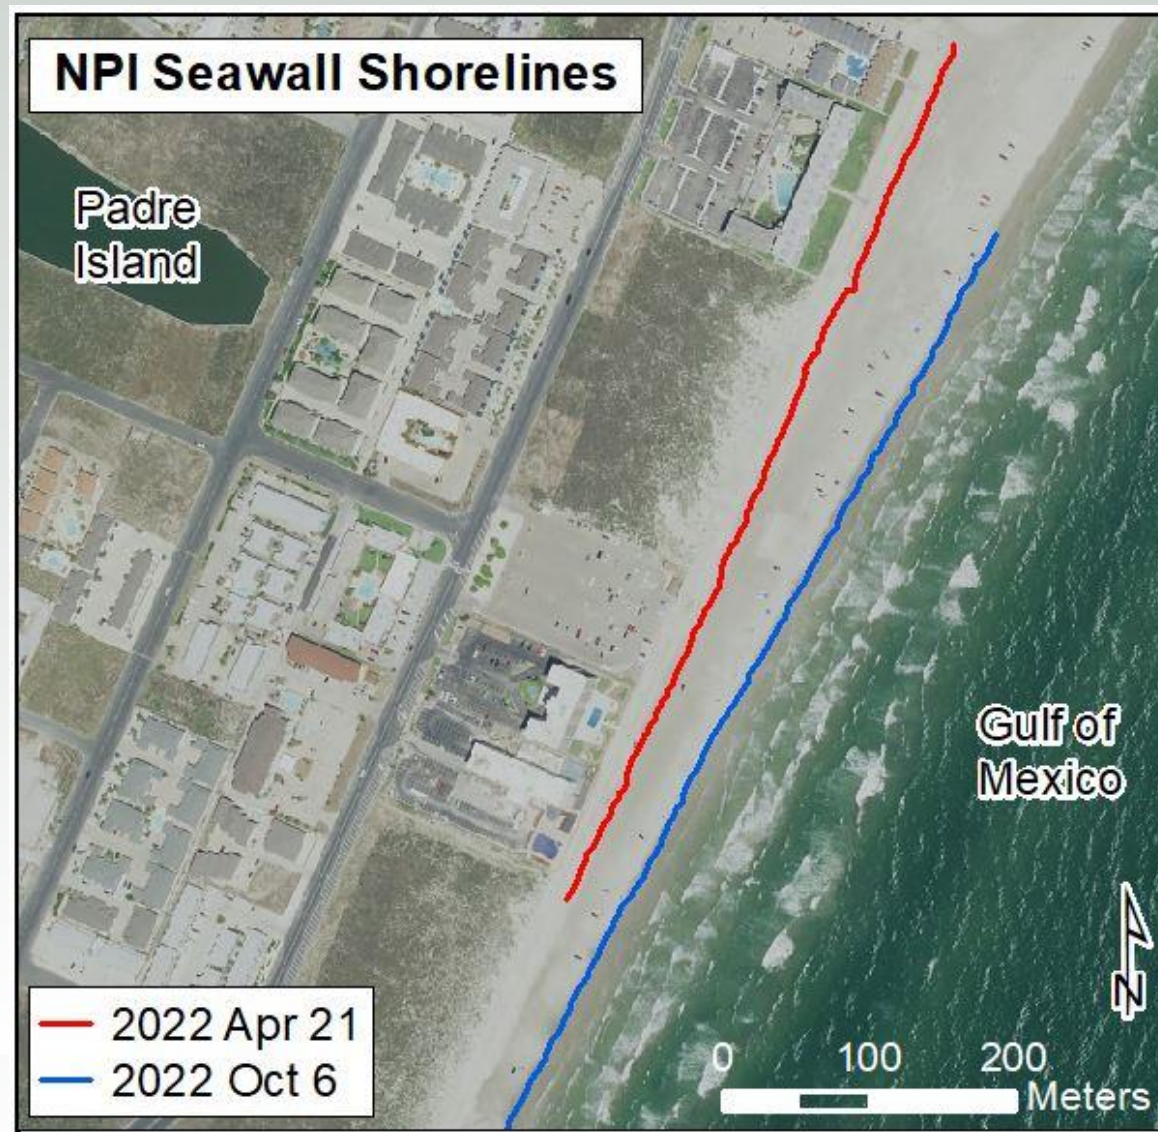 NPI Seawall Shorelines
Padre
Island
Gulf of
Mexico
N
2022 Apr 21
2022 Oct 6
0 100 200
Meters